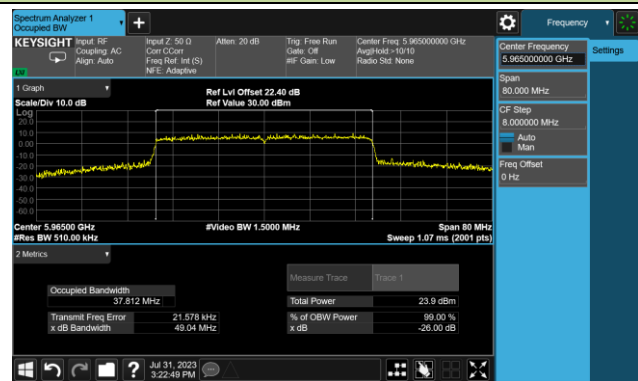 Spectrum Analyzer 1
Occupied BW
Frequency
KEYSIGHT
Input: RF
Coupling: AC
Align: Auto
Input Z: 50 Ω
Corr CCorr
Freq Ref: Int (S)
NFE: Adaptive
Atten: 20 dB
Trig: Free Run
Gate: Off
#IF Gain: Low
Center Freq: 5.965000000 GHz
Avg|Hold:>10/10
Radio Std: None
Center Frequency
5.965000000 GHz
Settings
Span
80.000 MHz
CF Step
8.000000 MHz
Auto
Man
Freq Offset
0 Hz
1 Graph
Scale/Div 10.0 dB
Ref Lvl Offset 22.40 dB
Ref Value 30.00 dBm
Log
20.0
10.0
0.00
-10.0
-20.0
-30.0
-40.0
-50.0
-60.0
Center 5.96500 GHz
#Video BW 1.5000 MHz
Span 80 MHz
#Res BW 510.00 kHz
Sweep 1.07 ms (2001 pts)
2 Metrics
Measure Trace
Trace 1
Occupied Bandwidth
37.812 MHz
Total Power
23.9 dBm
Transmit Freq Error
21.578 kHz
% of OBW Power
99.00 %
x dB Bandwidth
49.04 MHz
x dB
-26.00 dB
Jul 31, 2023
3:22:49 PM